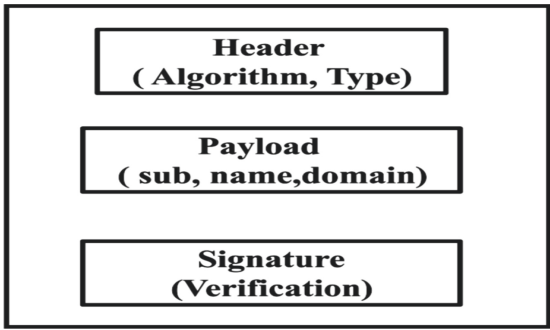 Header
( Algorithm, Type)
Payload
( sub, name,domain)
Signature
(Verification)